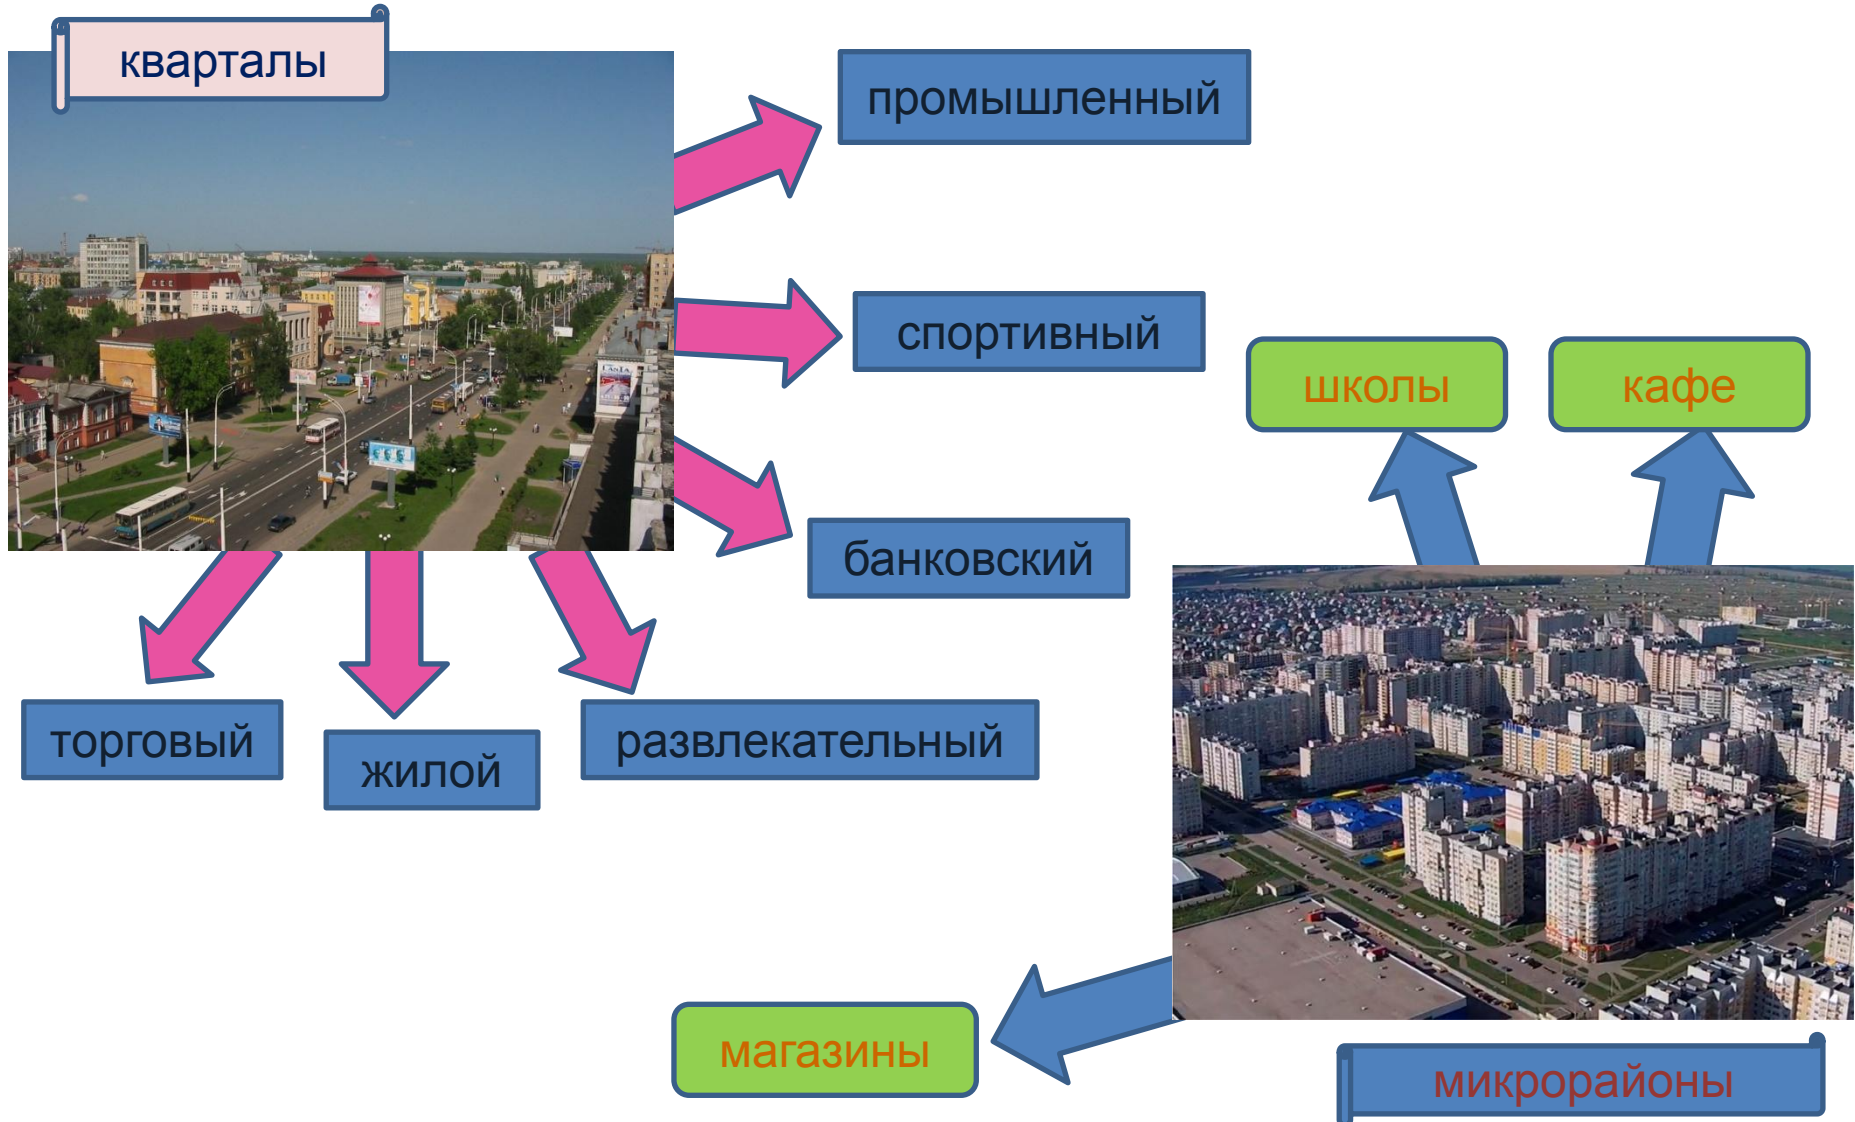 кварталы
промышленный
спортивный
школы
кафе
банковский
торговый
жилой
развлекательный
магазины
микрорайоны